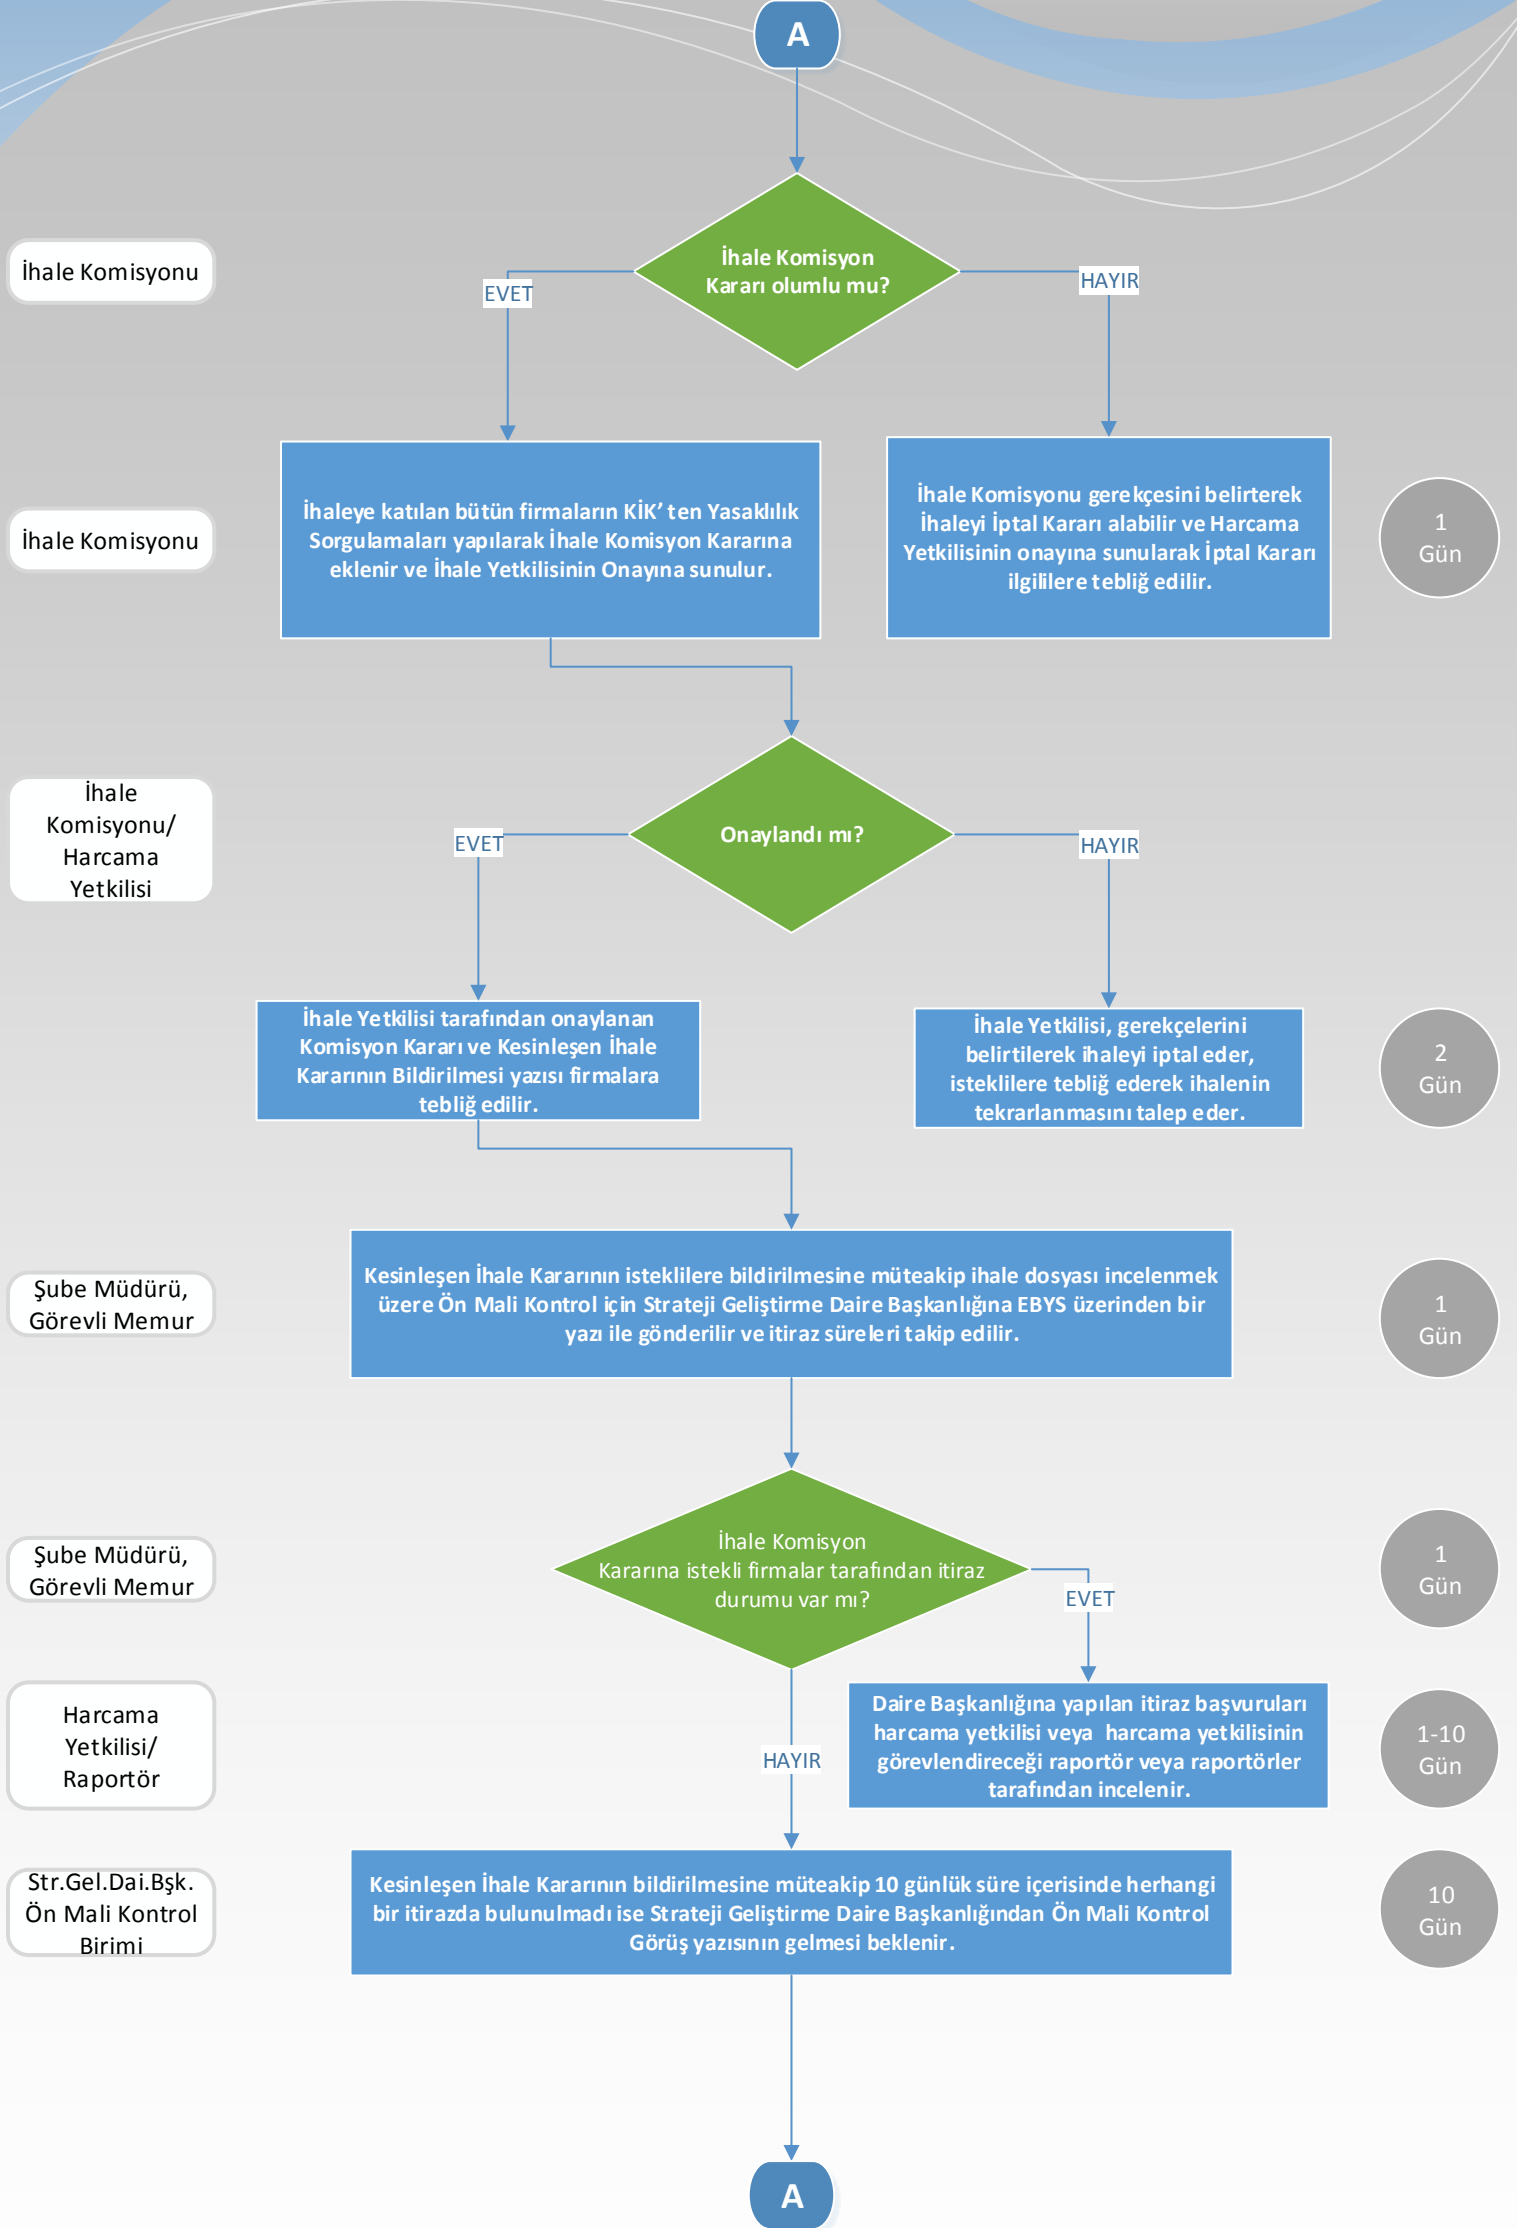 A
İhale Komisyonu
İhale Komisyon
Kararı olumlu mu?
EVET
HAYIR
İhale Komisyonu
İhaleye katılan bütün firmaların KİK' ten Yasaklılık
Sorgulamaları yapılarak İhale Komisyon Kararına
eklenir ve İhale Yetkilisinin Onayına sunulur.
İhale Komisyonu gerekçesini belirterek
İhaleyi İptal Kararı alabilir ve Harcama
Yetkilisinin onayına sunularak İptal Kararı
ilgililere tebliğ edilir.
1
Gün
İhale
Komisyonu/
Harcama
Yetkilisi
Onaylandı mı?
EVET
HAYIR
İhale Yetkilisi tarafından onaylanan
Komisyon Kararı ve Kesinleşen İhale
Kararının Bildirilmesi yazısı firmalara
tebliğ edilir.
İhale Yetkilisi, gerekçelerini
belirtilerek ihaleyi iptal eder,
isteklilere tebliğ ederek ihalenin
tekrarlanmasını talep eder.
2
Gün
Şube Müdürü,
Görevli Memur
Kesinleşen İhale Kararının isteklilere bildirilmesine müteakip ihale dosyası incelenmek
üzere Ön Mali Kontrol için Strateji Geliştirme Daire Başkanlığına EBYS üzerinden bir
yazı ile gönderilir ve itiraz süreleri takip edilir.
1
Gün
Şube Müdürü,
Görevli Memur
İhale Komisyon
Kararına istekli firmalar tarafından itiraz
durumu var mı?
EVET
1
Gün
Harcama
Yetkilisi/
Raportör
HAYIR
Daire Başkanlığına yapılan itiraz başvuruları
harcama yetkilisi veya harcama yetkilisinin
görevlendireceği raportör veya raportörler
tarafından incelenir.
1-10
Gün
Str.Gel.Dai.Bşk.
Ön Mali Kontrol
Birimi
Kesinleşen İhale Kararının bildirilmesine müteakip 10 günlük süre içerisinde herhangi
bir itirazda bulunulmadı ise Strateji Geliştirme Daire Başkanlığından Ön Mali Kontrol
Görüş yazısının gelmesi beklenir.
10
Gün
A